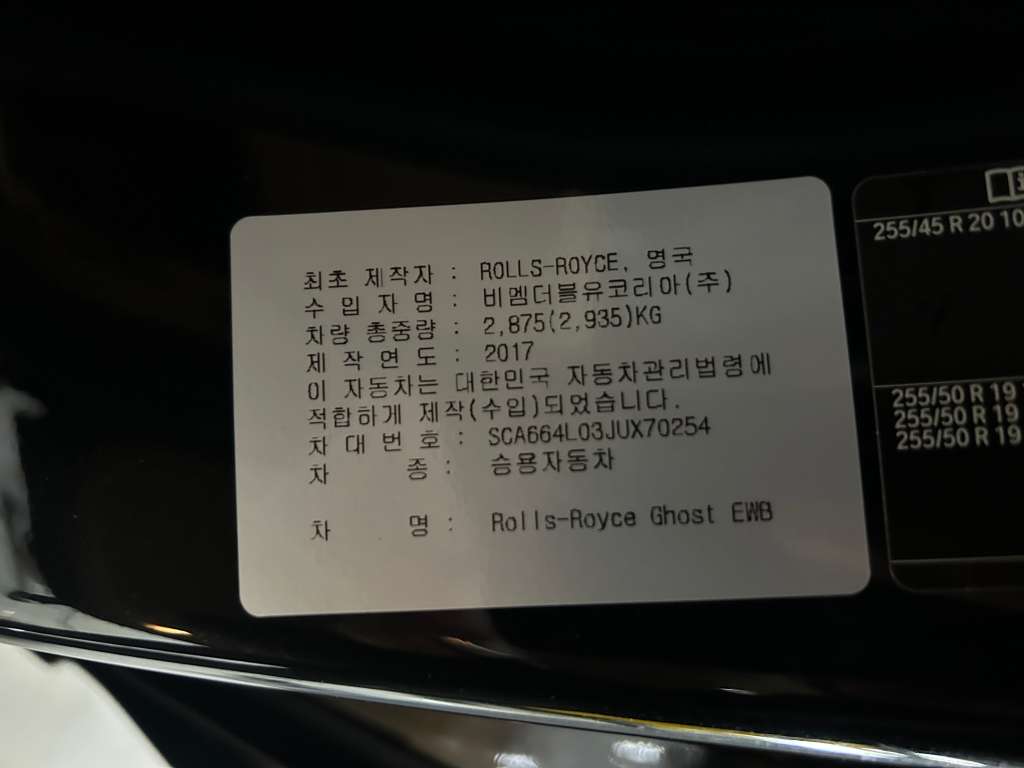 최초 제작자 : ROLLS-ROYCE, 영국
수 입 자 명 : 비엠더블유코리아(주)
차량 총중량 : 2,875(2,935)KG
제 작 연 도 : 2017
이 자동차는 대한민국 자동차관리법령에
적합하게 제작(수입)되었습니다.
차 대 번 호 : SCA664L03JUX70254
차 종 : 승용자동차
차 명 : Rolls-Royce Ghost EWB
255/45 R 20 10
255/50 R 19
255/50 R 19
255/50 R 19